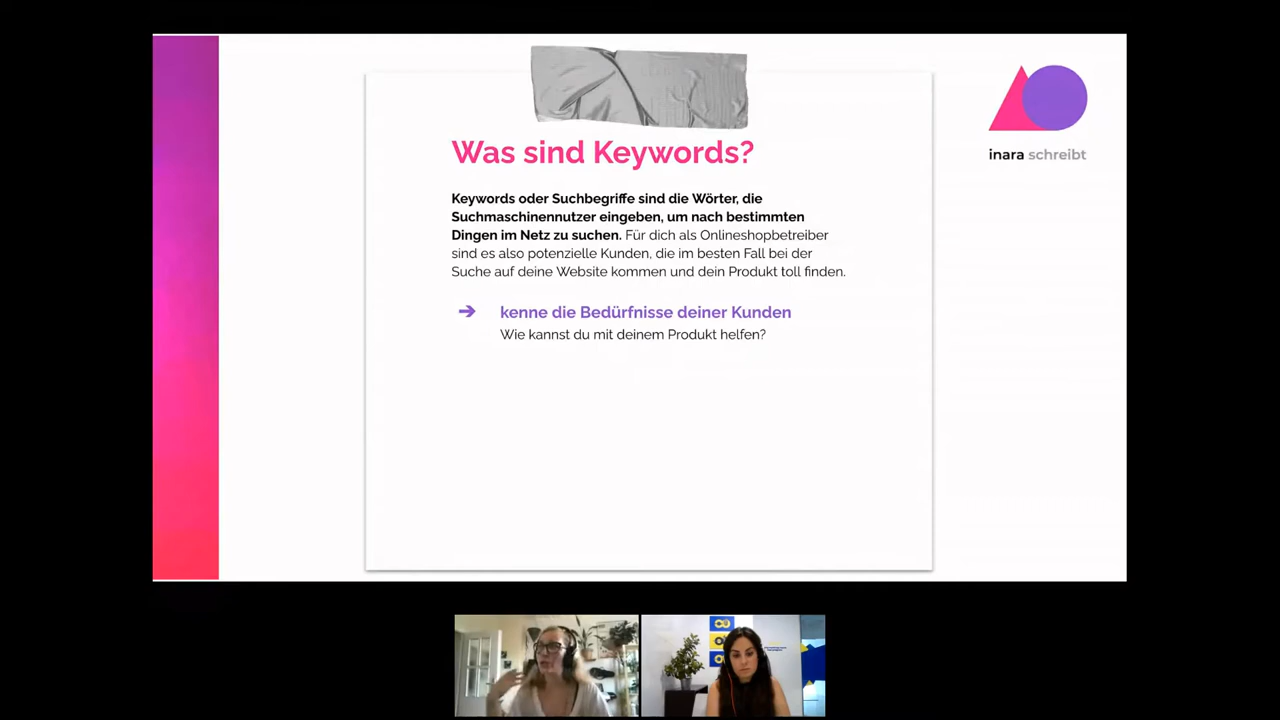 Was sind Keywords?
inara schreibt
Keywords oder Suchbegriffe sind die Wörter, die
Suchmaschinennutzer eingeben, um nach bestimmten
Dingen im Netz zu suchen. Für dich als Onlineshopbetreiber
sind es also potenzielle Kunden, die im besten Fall bei der
Suche auf deine Website kommen und dein Produkt toll finden.
➔ kenne die Bedürfnisse deiner Kunden
Wie kannst du mit deinem Produkt helfen?